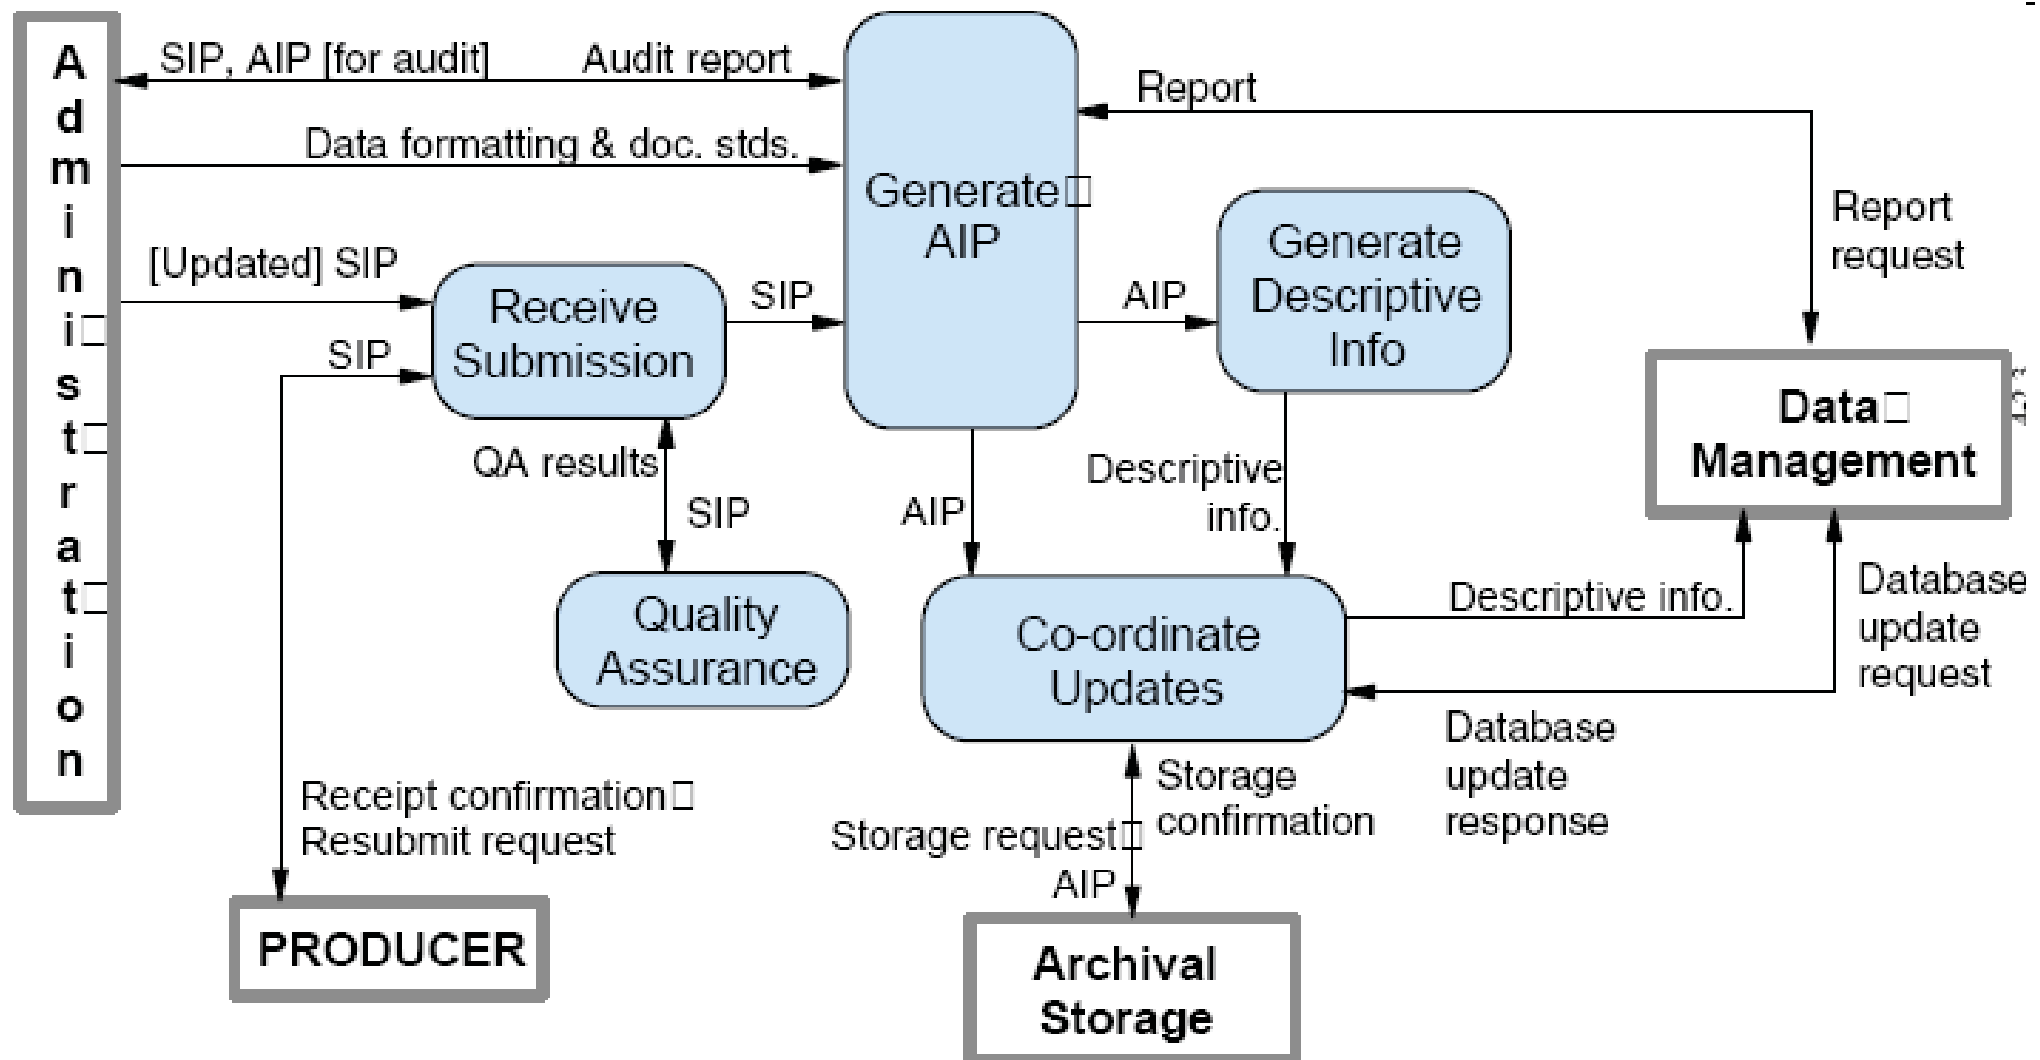 Administration
SIP, AIP [for audit]
Audit report
Data formatting & doc. stds.
[Updated] SIP
SIP
Receive
Submission
SIP
Generate
AIP
Report
AIP
Generate
Descriptive
Info
Report
request
Data
Management
QA results
SIP
Quality
Assurance
AIP
Descriptive
info.
Co-ordinate
Updates
Descriptive info.
Database
update
request
Database
update
response
Storage
confirmation
Storage request
AIP
Receipt confirmation
Resubmit request
PRODUCER
Archival
Storage